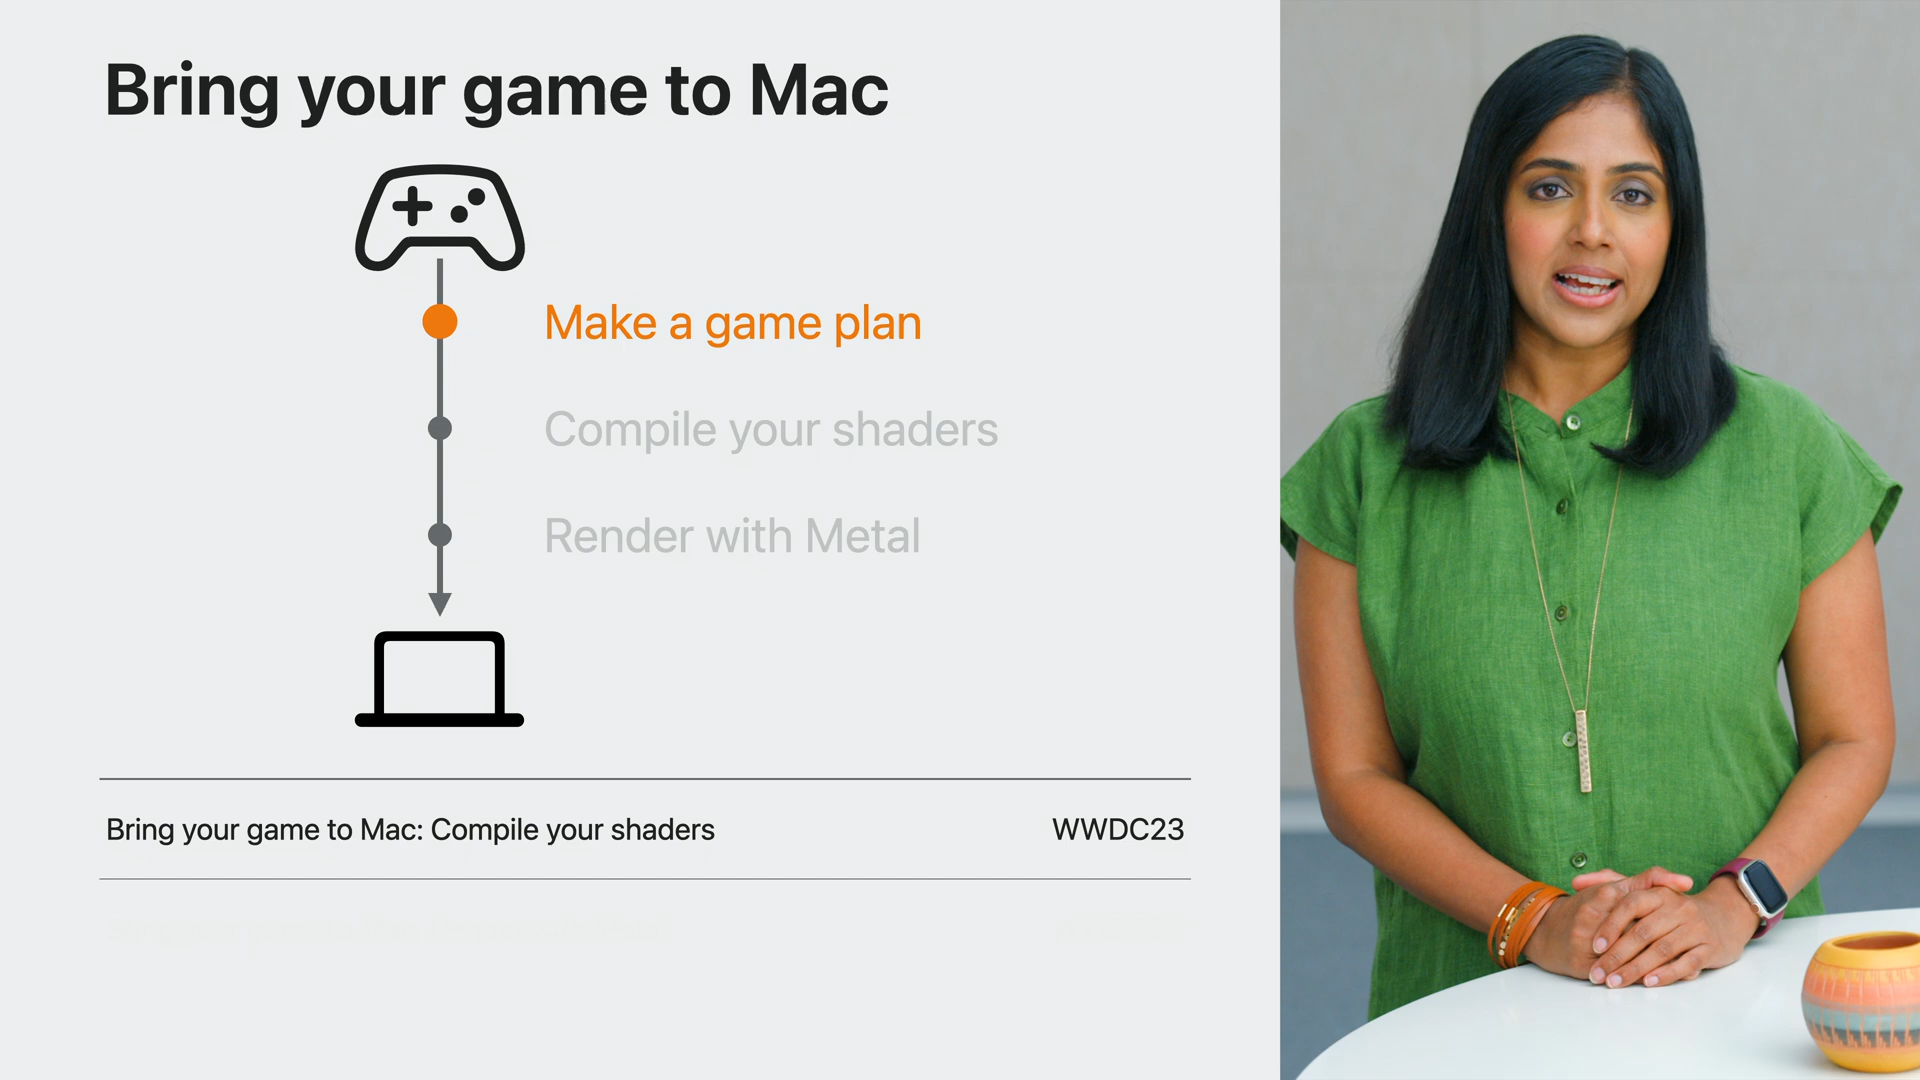 Bring your game to Mac
Make a game plan
Compile your shaders
Render with Metal
Bring your game to Mac: Compile your shaders WWDC23